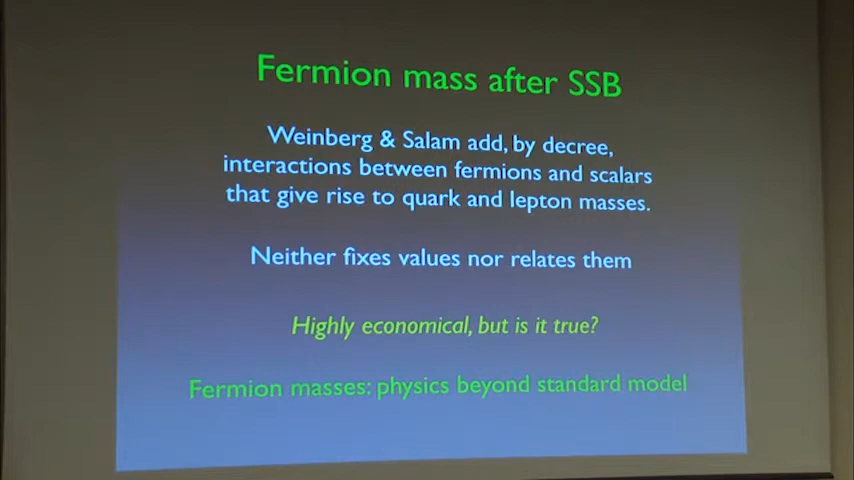 Fermion mass after SSB
Weinberg & Salam add, by decree,
interactions between fermions and scalars
that give rise to quark and lepton masses.
Neither fixes values nor relates them
Highly economical, but is it true?
Fermion masses: physics beyond standard model